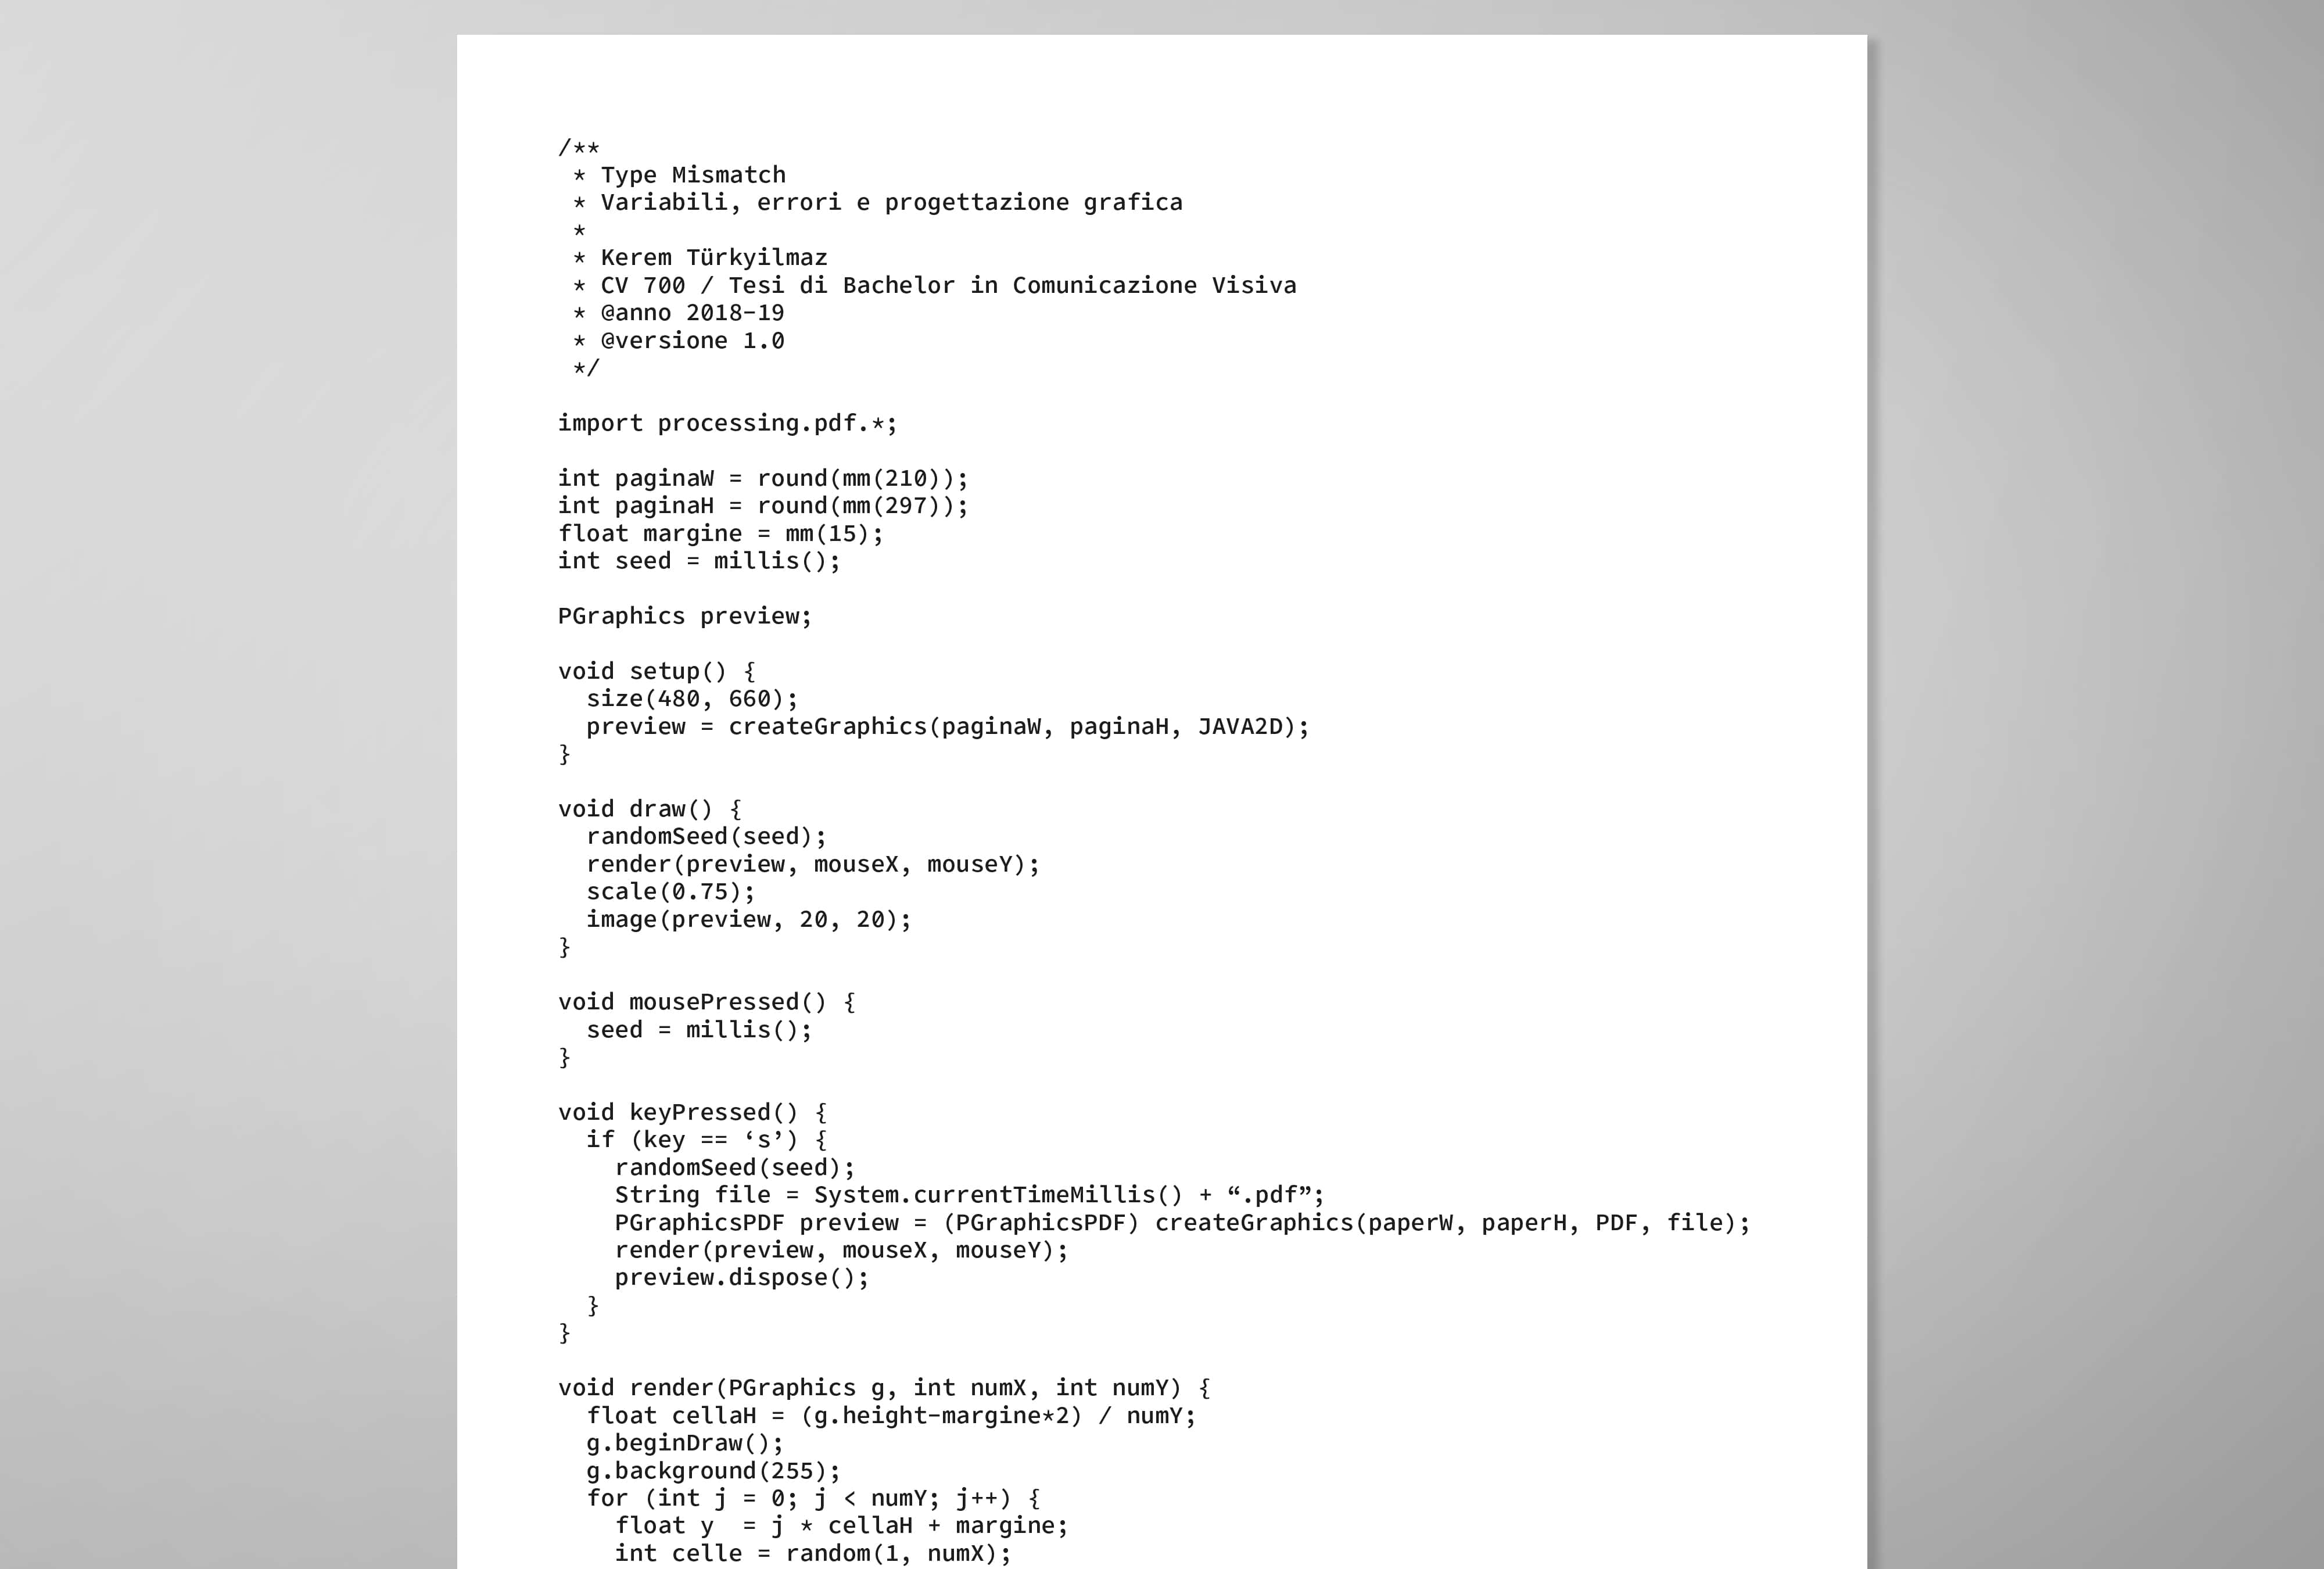 /**
 * Type Mismatch
 * Variabili, errori e progettazione grafica
 *
 * Kerem Türkyilmaz
 * CV 700 / Tesi di Bachelor in Comunicazione Visiva
 * @anno 2018-19
 * @versione 1.0
 */

import processing.pdf.*;

int paginaW = round(mm(210));
int paginaH = round(mm(297));
float margine = mm(15);
int seed = millis();

PGraphics preview;

void setup() {
  size(480, 660);
  preview = createGraphics(paginaW, paginaH, JAVA2D);
}

void draw() {
  randomSeed(seed);
  render(preview, mouseX, mouseY);
  scale(0.75);
  image(preview, 20, 20);
}

void mousePressed() {
  seed = millis();
}

void keyPressed() {
  if (key == ‘s’) {
    randomSeed(seed);
    String file = System.currentTimeMillis() + “.pdf”;
    PGraphicsPDF preview = (PGraphicsPDF) createGraphics(paperW, paperH, PDF, file);
    render(preview, mouseX, mouseY);
    preview.dispose();
  }
}

void render(PGraphics g, int numX, int numY) {
  float cellaH = (g.height-margine*2) / numY;
  g.beginDraw();
  g.background(255);
  for (int j = 0; j < numY; j++) {
    float y  = j * cellaH + margine;
    int celle = random(1, numX);